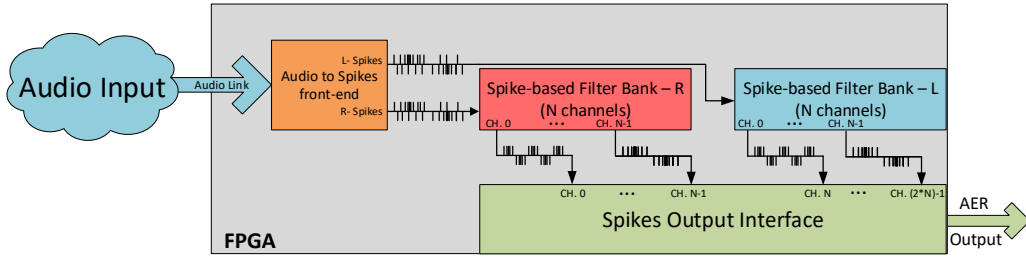 Audio Input
Audio Link
L- Spikes
Audio to Spikes
front-end
R- Spikes
Spike-based Filter Bank – R
(N channels)
CH. 0 ••• CH. N-1
Spike-based Filter Bank – L
(N channels)
CH. 0 ••• CH. N-1
CH. 0 ••• CH. N-1 CH. N ••• CH. (2*N)-1
Spikes Output Interface
FPGA
AER
Output